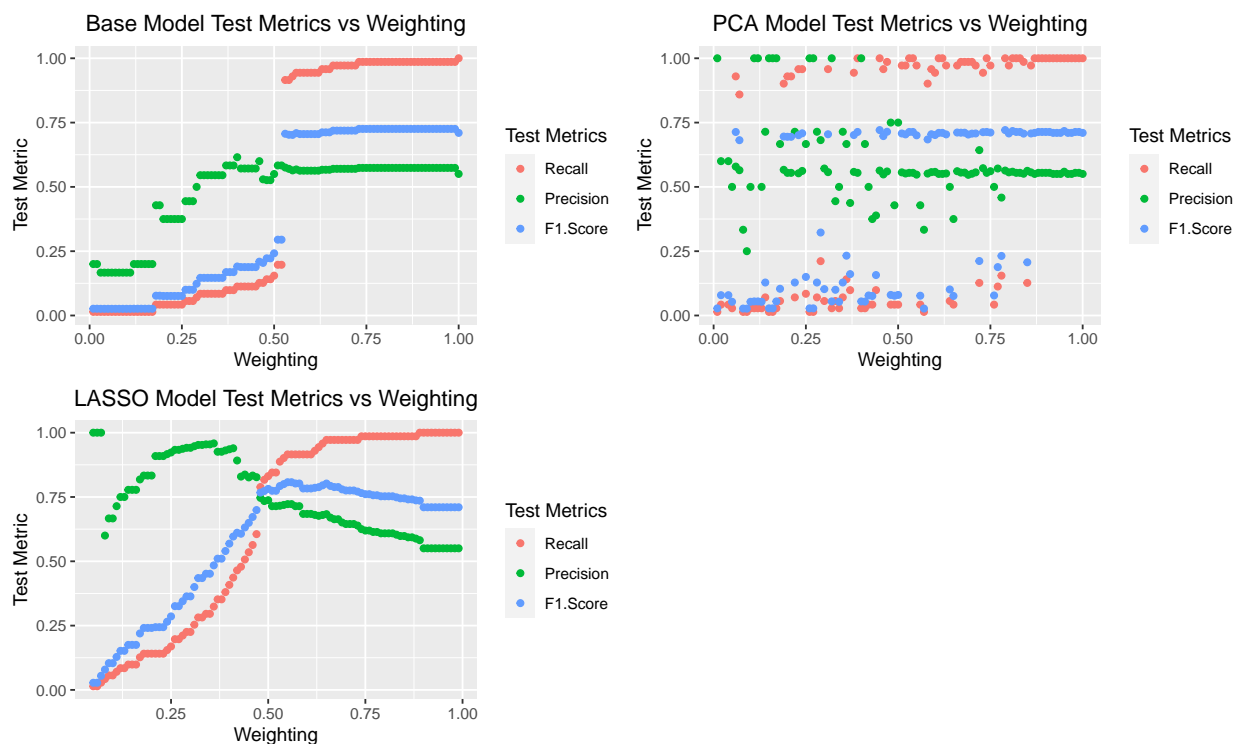 Base Model Test Metrics vs Weighting
1.00
0.75
0.50
0.25
0.00
Test Metric
0.00 0.25 0.50 0.75 1.00
Weighting
Test Metrics
Recall
Precision
F1.Score
PCA Model Test Metrics vs Weighting
1.00
0.75
0.50
0.25
0.00
Test Metric
0.00 0.25 0.50 0.75 1.00
Weighting
Test Metrics
Recall
Precision
F1.Score
LASSO Model Test Metrics vs Weighting
1.00
0.75
0.50
0.25
0.00
Test Metric
0.25 0.50 0.75 1.00
Weighting
Test Metrics
Recall
Precision
F1.Score